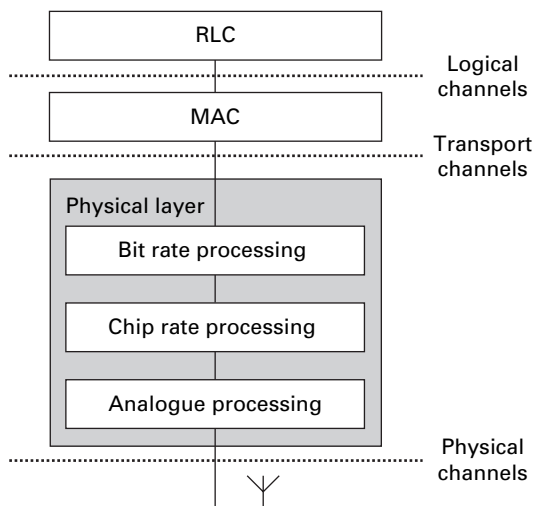 RLC
Logical
channels
MAC
Transport
channels
Physical layer
Bit rate processing
Chip rate processing
Analogue processing
Physical
channels